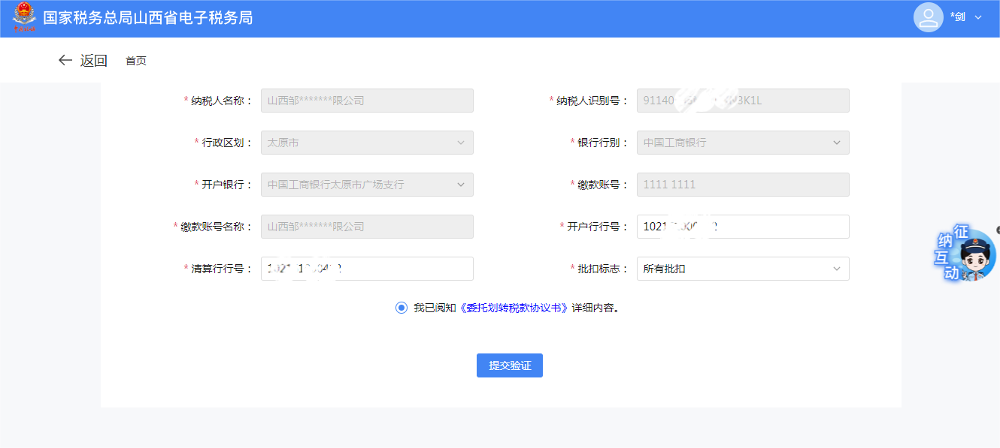 国家税务总局山西省电子税务局
*剑
返回 首页
* 纳税人名称： 山西邹*******限公司 * 纳税人识别号： 91140 3K1L
* 行政区划： 太原市 * 银行行别： 中国工商银行
* 开户银行： 中国工商银行太原市广场支行 * 缴款账号： 1111 1111
* 缴款账号名称： 山西邹*******限公司 * 开户行行号： 1021 2
* 清算行行号： * 批扣标志： 所有批扣
我已阅知《委托划转税款协议书》详细内容。
提交验证
征纳互动